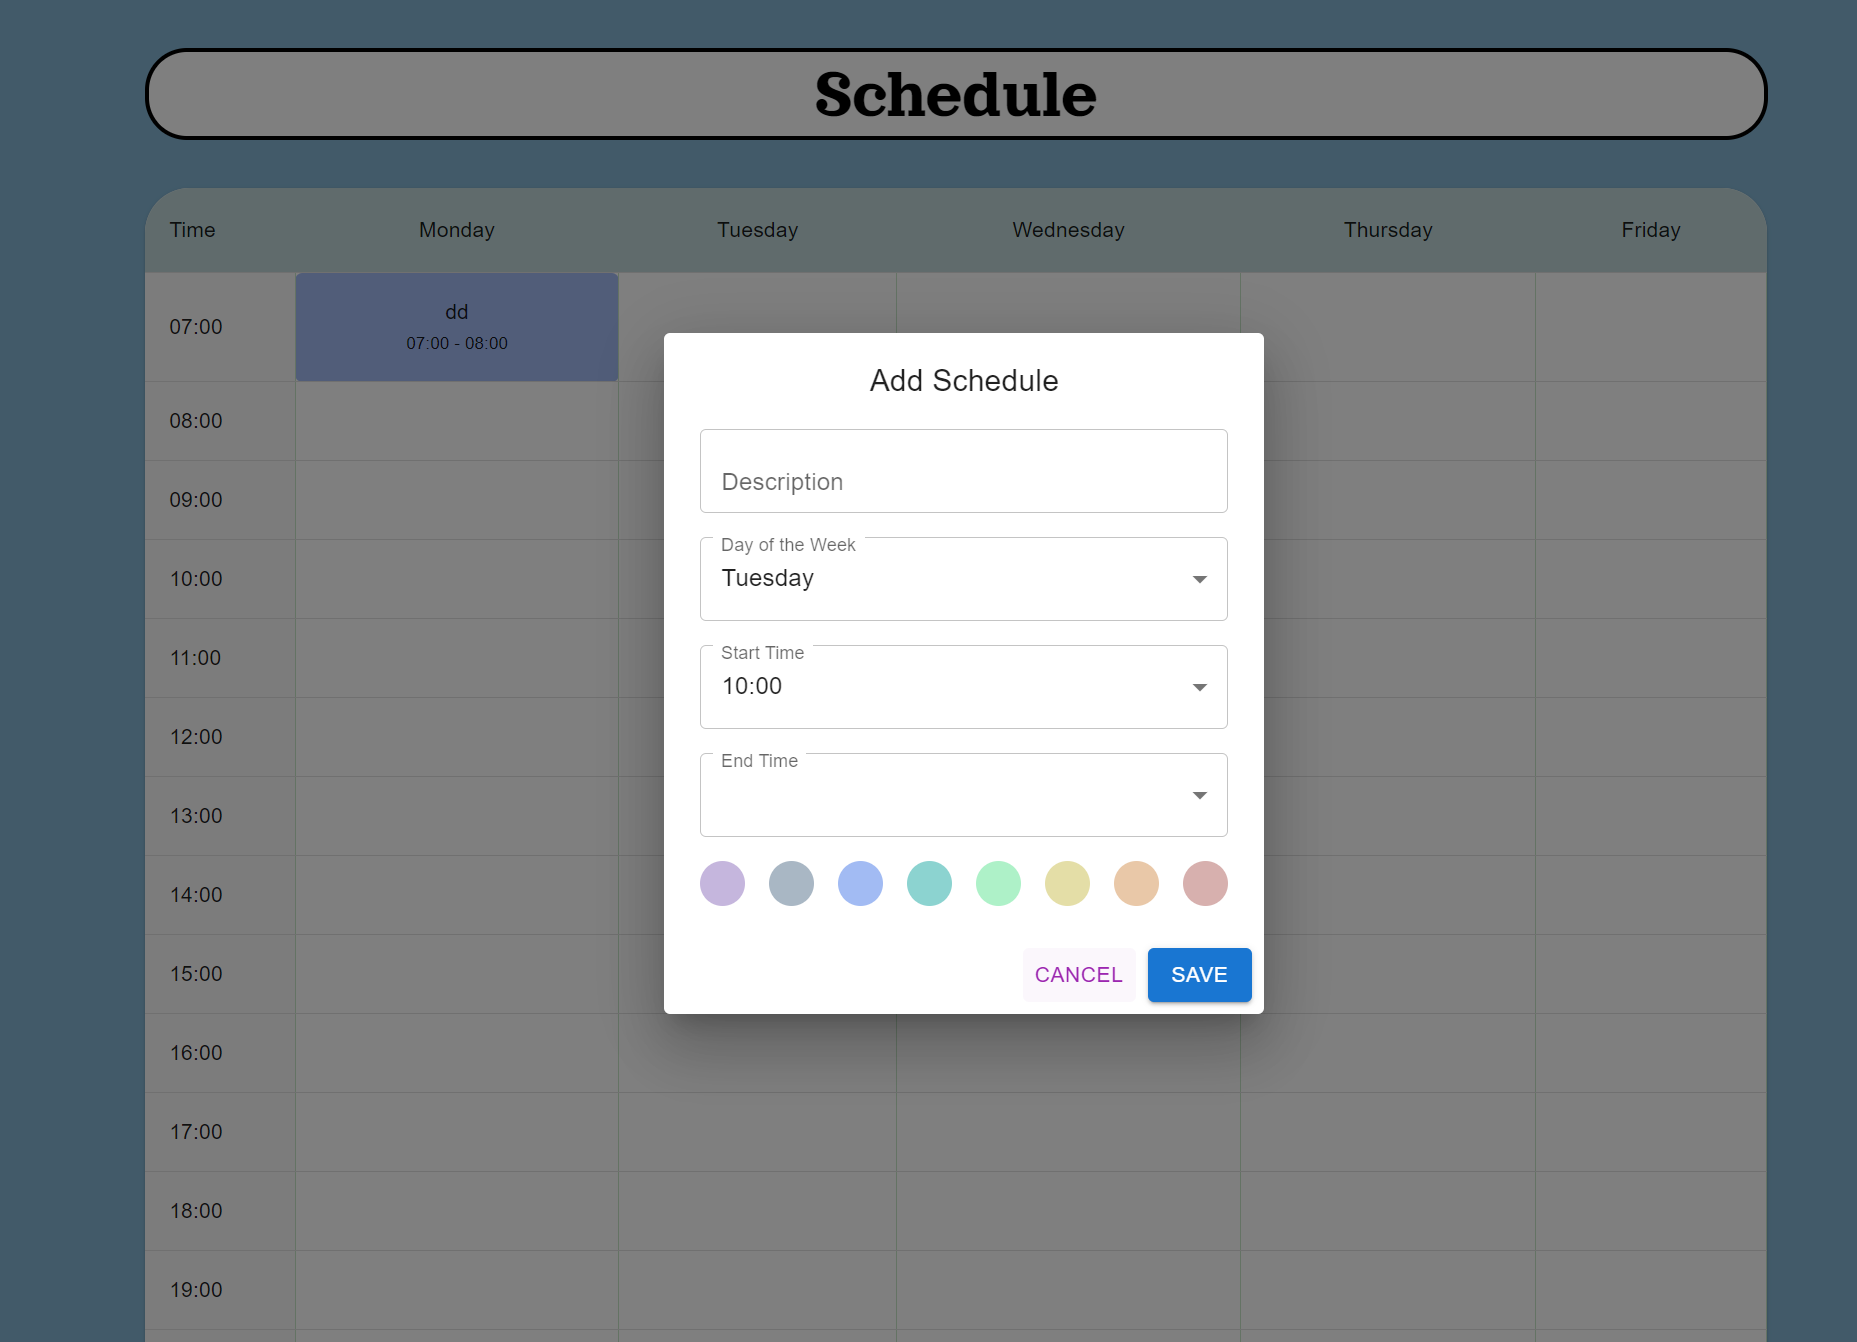 Schedule
Time Monday Tuesday Wednesday Thursday Friday
07:00
dd
07:00 - 08:00
08:00
09:00
10:00
11:00
12:00
13:00
14:00
15:00
16:00
17:00
18:00
19:00
Add Schedule
Description
Day of the Week
Tuesday
Start Time
10:00
End Time
CANCEL SAVE